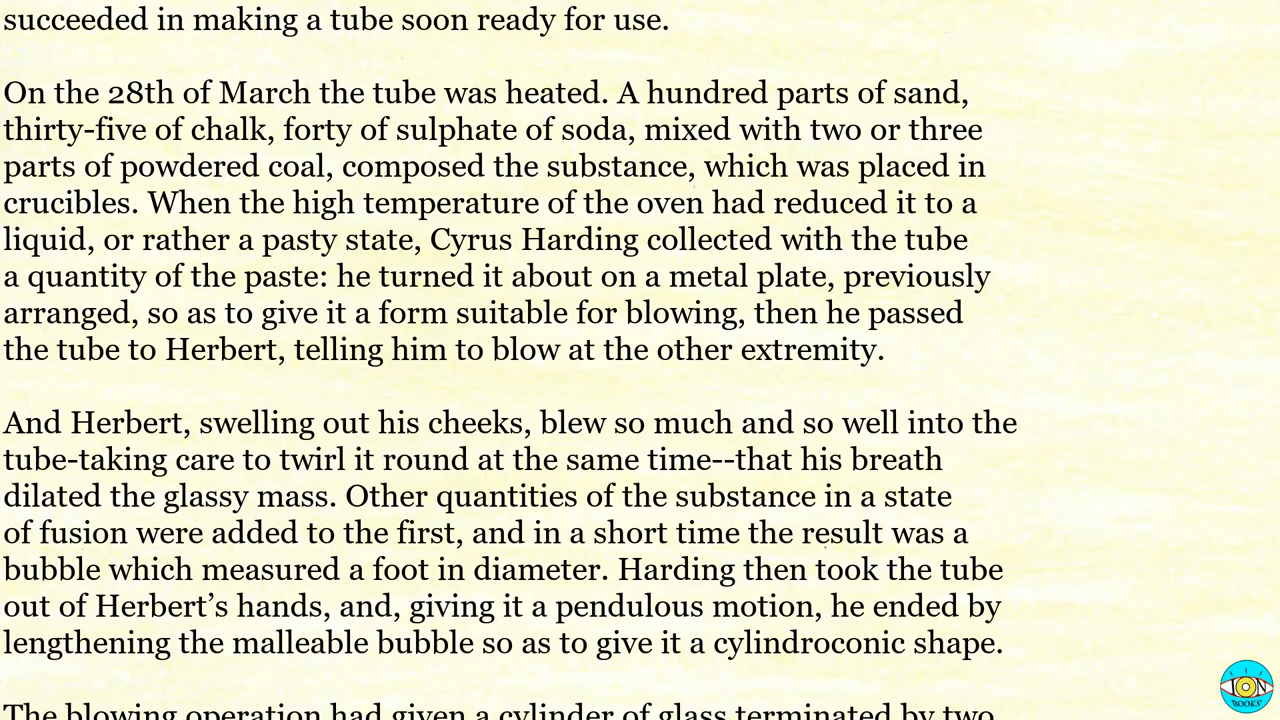 succeeded in making a tube soon ready for use.
On the 28th of March the tube was heated. A hundred parts of sand,
thirty-five of chalk, forty of sulphate of soda, mixed with two or three
parts of powdered coal, composed the substance, which was placed in
crucibles. When the high temperature of the oven had reduced it to a
liquid, or rather a pasty state, Cyrus Harding collected with the tube
a quantity of the paste: he turned it about on a metal plate, previously
arranged, so as to give it a form suitable for blowing, then he passed
the tube to Herbert, telling him to blow at the other extremity.
And Herbert, swelling out his cheeks, blew so much and so well into the
tube-taking care to twirl it round at the same time--that his breath
dilated the glassy mass. Other quantities of the substance in a state
of fusion were added to the first, and in a short time the result was a
bubble which measured a foot in diameter. Harding then took the tube
out of Herbert’s hands, and, giving it a pendulous motion, he ended by
lengthening the malleable bubble so as to give it a cylindroconic shape.
The blowing operation had given a cylinder of glass terminated by two
ION
BOOKS